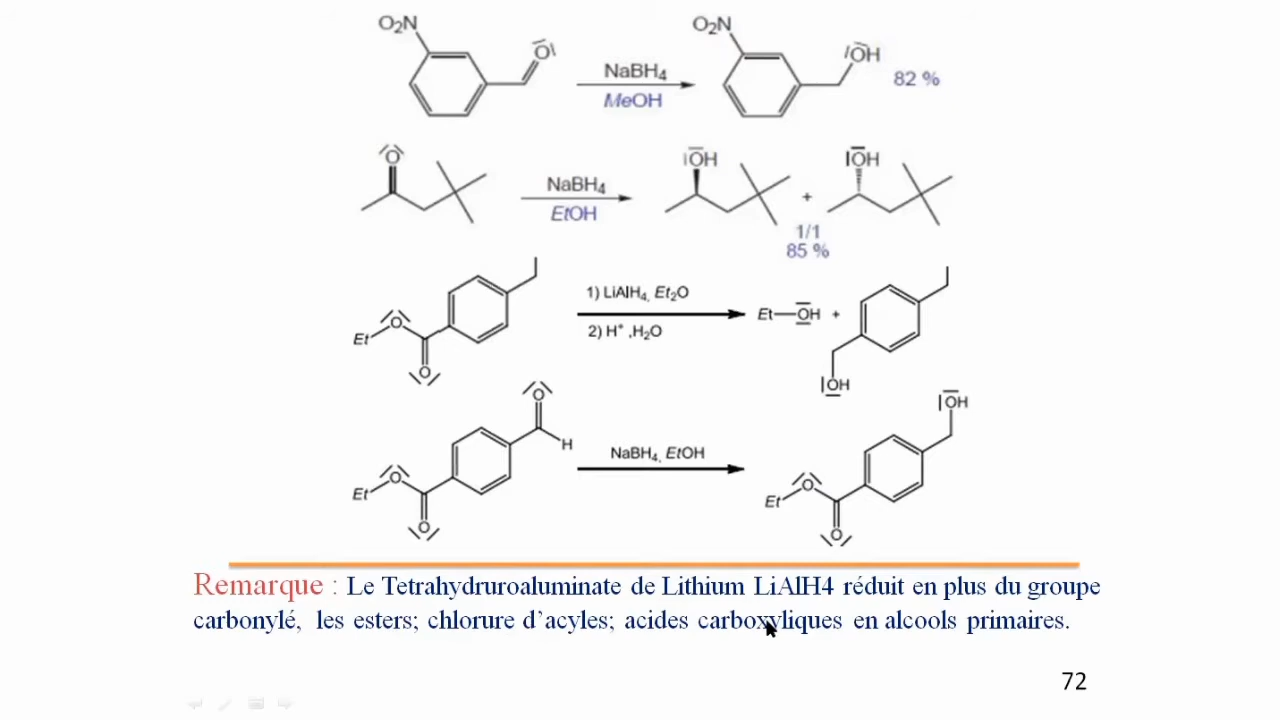 O₂N O O₂N OH
NaBH₄ 82 %
MeOH
O OH OH
NaBH₄
EtOH +
1/1
85 %
1) LiAlH₄, Et₂O
Et O Et OH +
2) H⁺ ,H₂O
O OH
O OH
H NaBH₄, EtOH
Et O Et O
O O
Remarque : Le Tetrahydruroaluminate de Lithium LiAlH4 réduit en plus du groupe
carbonylé, les esters; chlorure d’acyles; acides carboxyliques en alcools primaires.
72